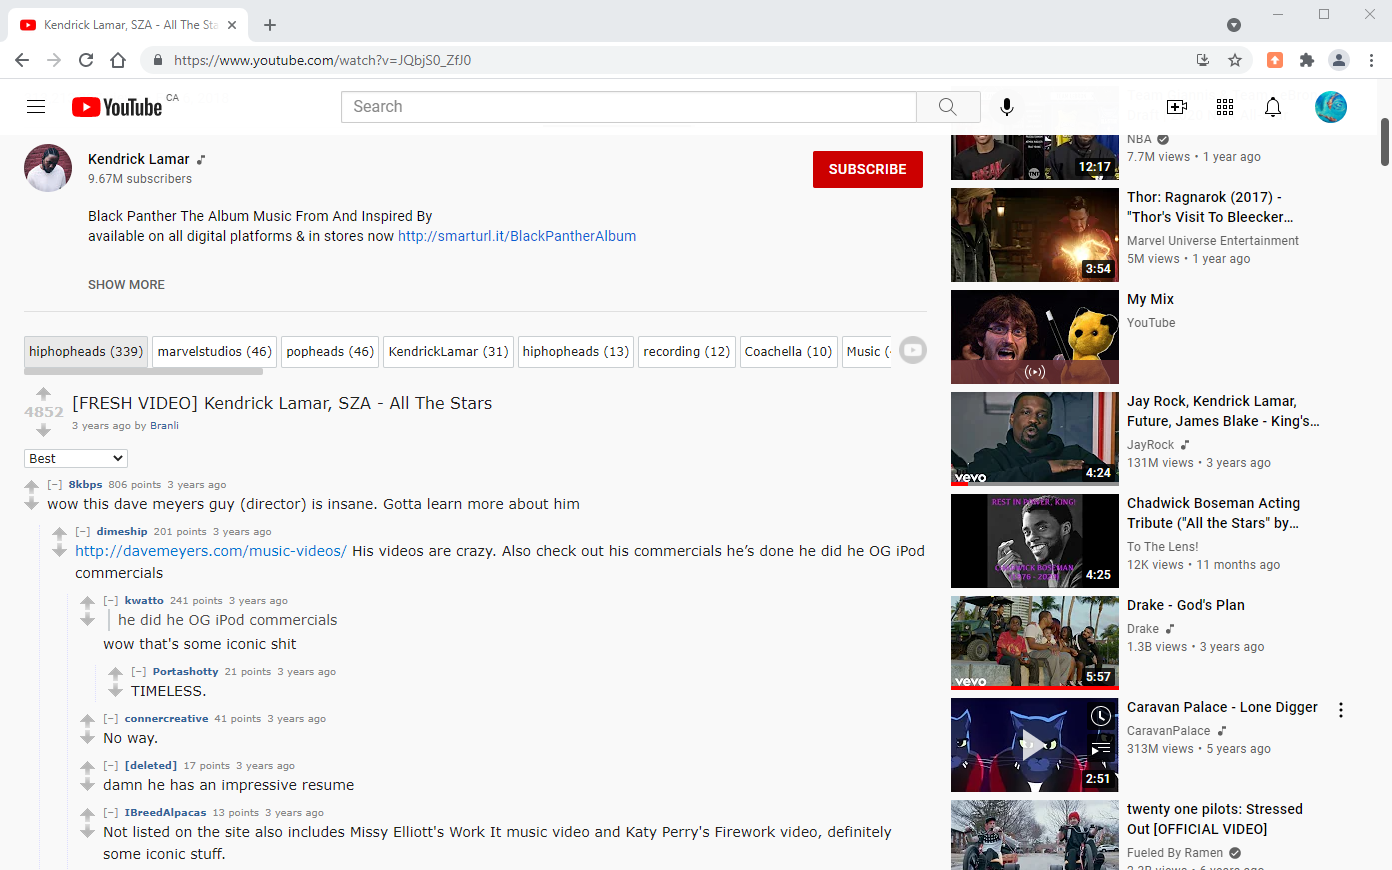 Kendrick Lamar, SZA - All The Sta
https://www.youtube.com/watch?v=JQbjS0_ZfJ0
YouTube CA
Search
Kendrick Lamar
9.67M subscribers
SUBSCRIBE
Black Panther The Album Music From And Inspired By
available on all digital platforms & in stores now http://smarturl.it/BlackPantherAlbum
SHOW MORE
hiphopheads (339) marvelstudios (46) popheads (46) KendrickLamar (31) hiphopheads (13) recording (12) Coachella (10) Music (
4852
[FRESH VIDEO] Kendrick Lamar, SZA - All The Stars
3 years ago by Branli
Best
[–] 8kbps 806 points 3 years ago
wow this dave meyers guy (director) is insane. Gotta learn more about him
[–] dimeship 201 points 3 years ago
http://davemeyers.com/music-videos/ His videos are crazy. Also check out his commercials he’s done he did he OG iPod
commercials
[–] kwatto 241 points 3 years ago
he did he OG iPod commercials
wow that's some iconic shit
[–] Portashotty 21 points 3 years ago
TIMELESS.
[–] connercreative 41 points 3 years ago
No way.
[–] [deleted] 17 points 3 years ago
damn he has an impressive resume
[–] IBreedAlpacas 13 points 3 years ago
Not listed on the site also includes Missy Elliott's Work It music video and Katy Perry's Firework video, definitely
some iconic stuff.
TNT
12:17
NBA
7.7M views • 1 year ago
3:54
Thor: Ragnarok (2017) -
"Thor's Visit To Bleecker…
Marvel Universe Entertainment
5M views • 1 year ago
My Mix
YouTube
vevo
4:24
Jay Rock, Kendrick Lamar,
Future, James Blake - King's…
JayRock
131M views • 3 years ago
REST IN POWER, KING!
CHADWICK BOSEMAN
4:25
Chadwick Boseman Acting
Tribute ("All the Stars" by…
To The Lens!
12K views • 11 months ago
vevo
5:57
Drake - God's Plan
Drake
1.3B views • 3 years ago
2:51
Caravan Palace - Lone Digger
CaravanPalace
313M views • 5 years ago
twenty one pilots: Stressed
Out [OFFICIAL VIDEO]
Fueled By Ramen